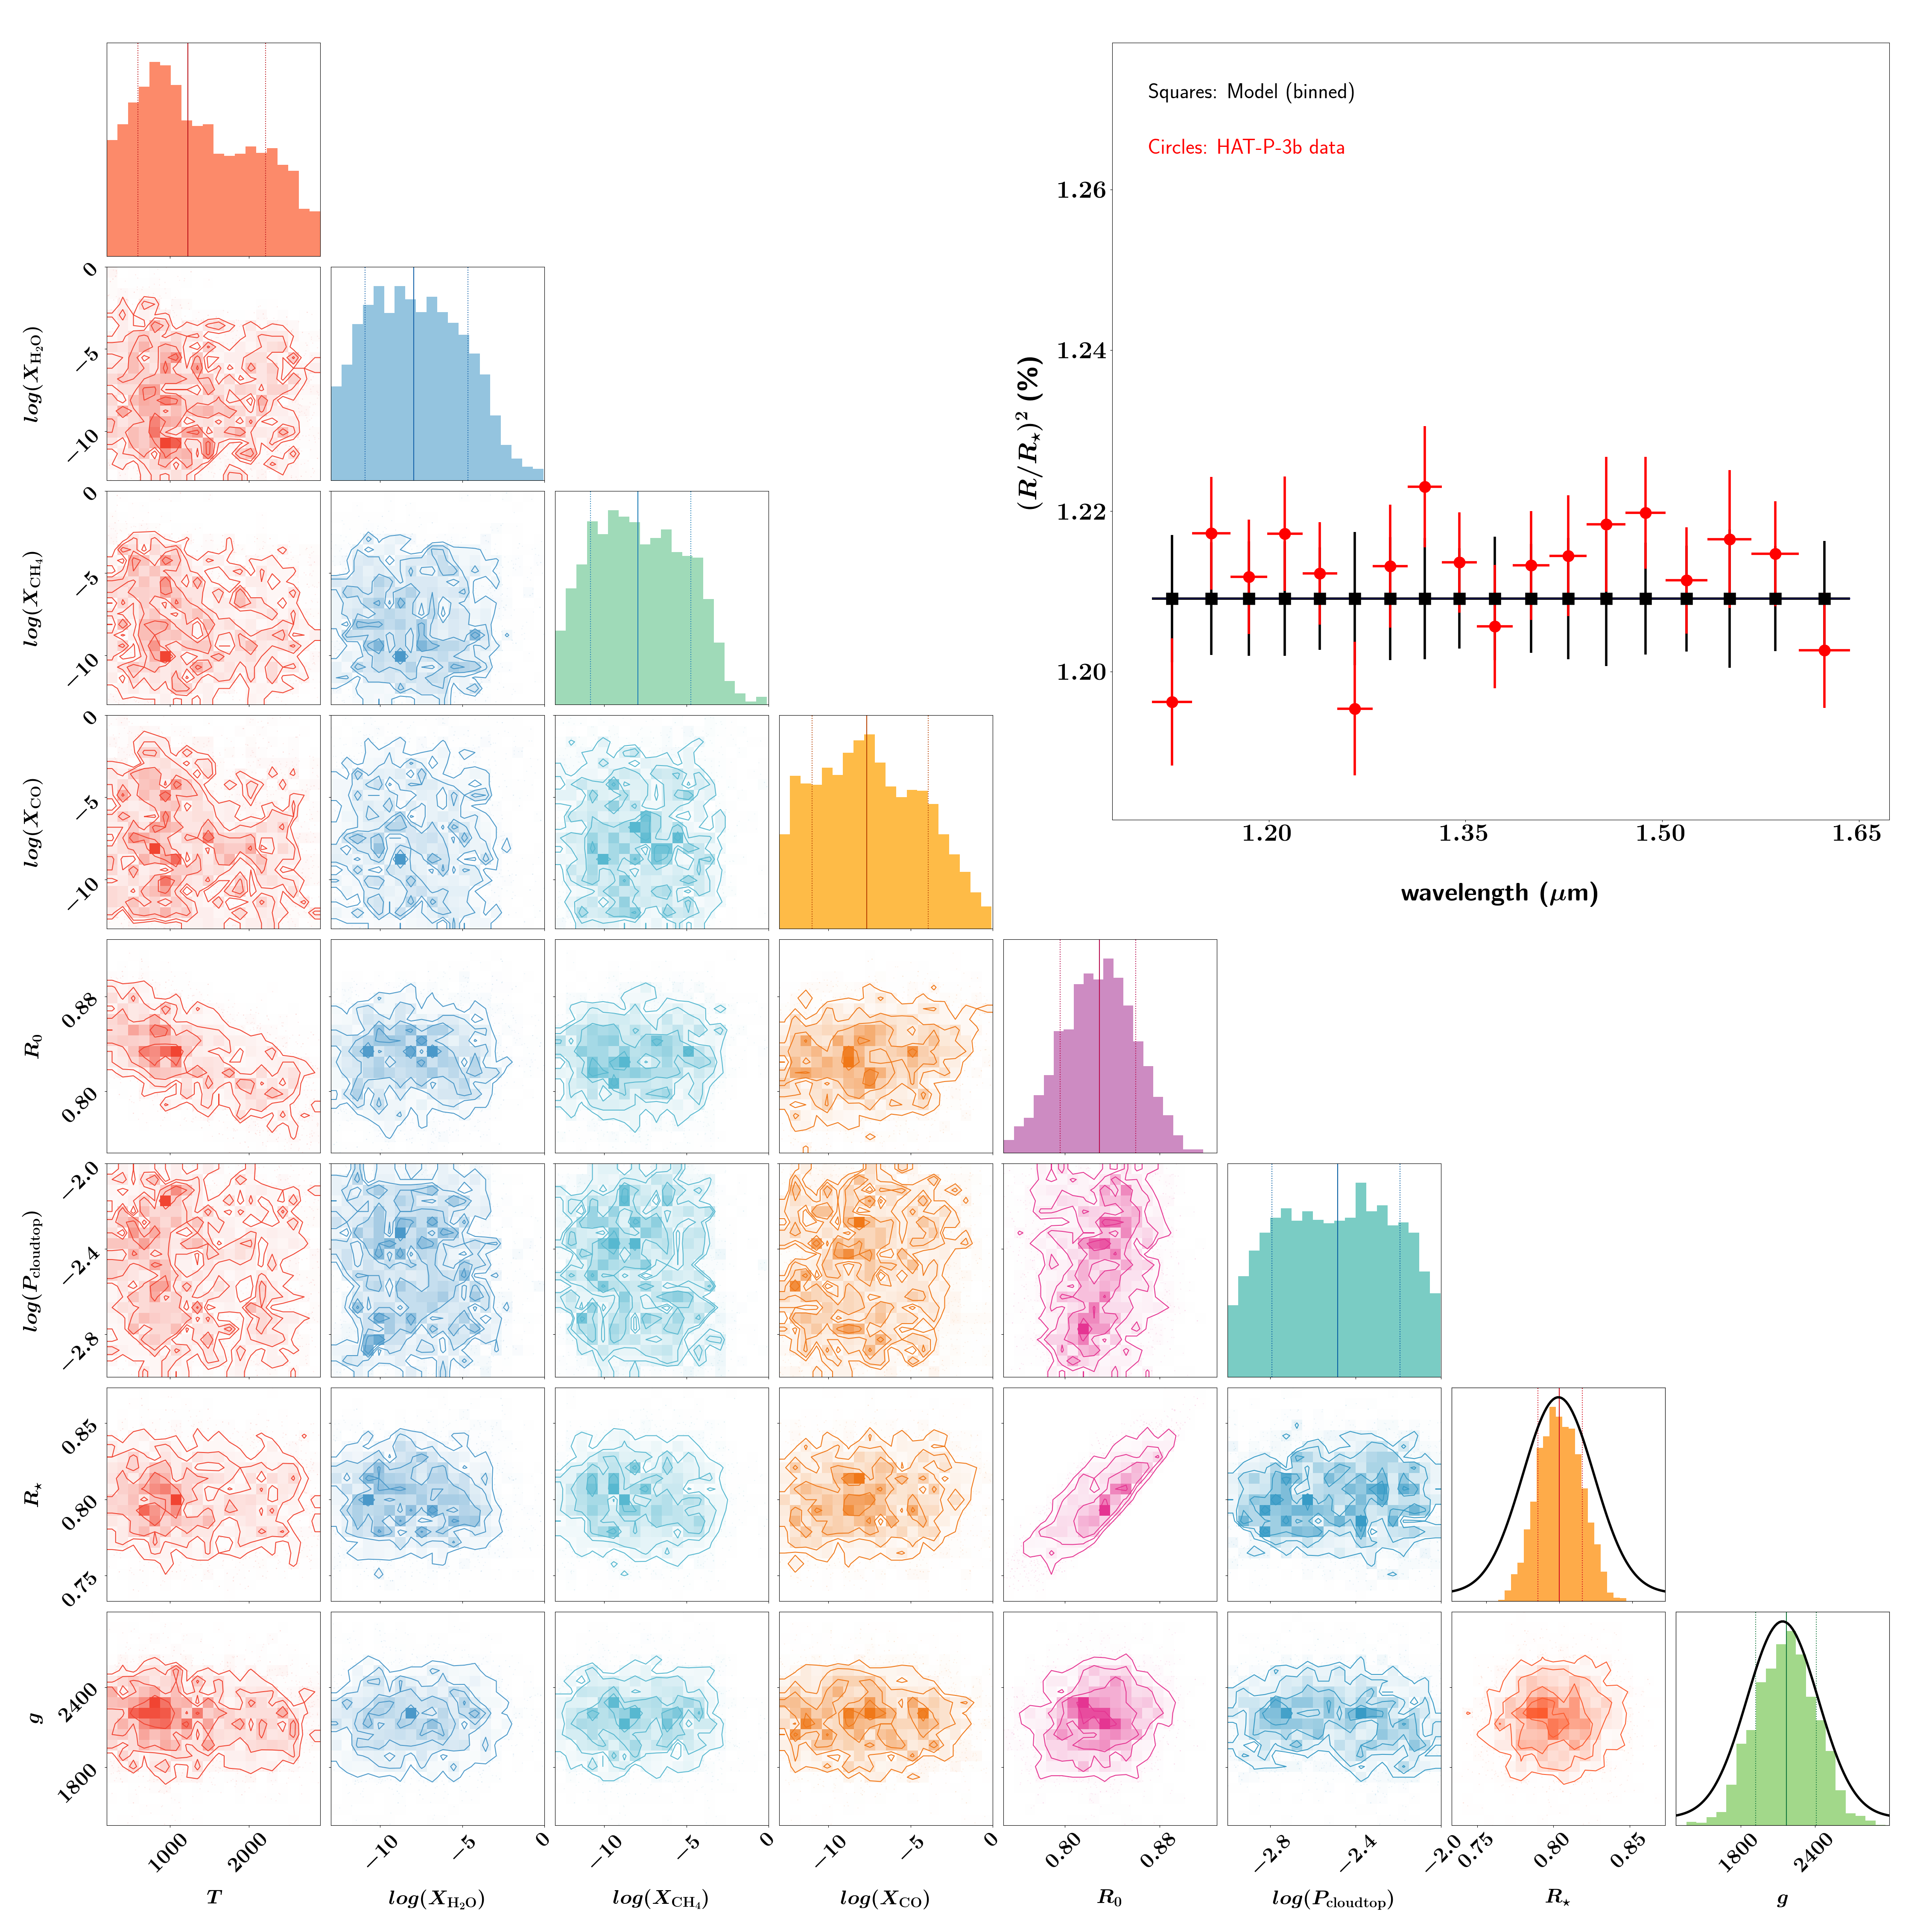 Squares: Model (binned)
Circles: HAT-P-3b data
1.26
1.24
1.22
1.20
(R/R⋆)² (%)
1.20 1.35 1.50 1.65
wavelength (μm)
0
−5
−10
log(X_H₂O)
0
−5
−10
log(X_CH₄)
0
−5
−10
log(X_CO)
0.88
0.80
R₀
−2.0
−2.4
−2.8
log(P_cloudtop)
0.85
0.80
0.75
R⋆
2400
1800
g
1000 2000 −10 −5 0 −10 −5 0 −10 −5 0 0.80 0.88 −2.8 −2.4 −2.0 0.75 0.80 0.85 1800 2400
T log(X_H₂O) log(X_CH₄) log(X_CO) R₀ log(P_cloudtop) R⋆ g